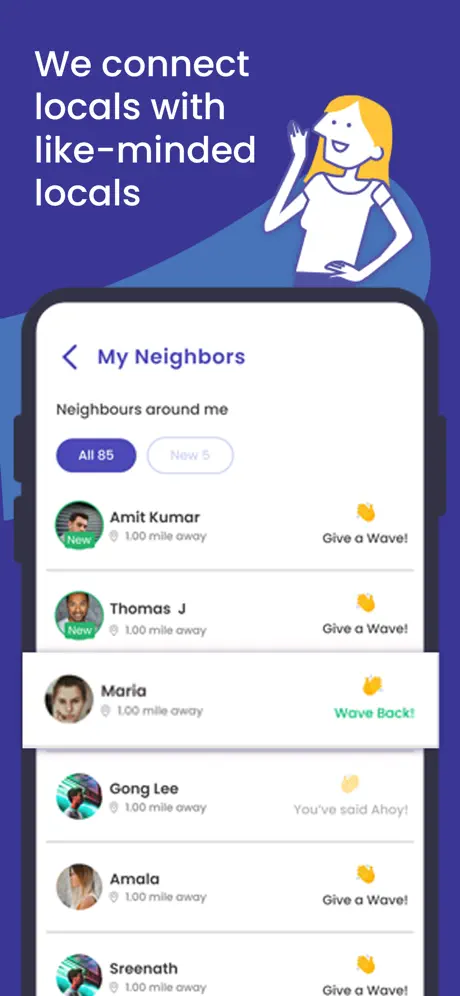 We connect
locals with
like-minded
locals
My Neighbors
Neighbours around me
All 85
New 5
Amit Kumar
1.00 mile away
New
Give a Wave!
Thomas J
1.00 mile away
New
Give a Wave!
Maria
1.00 mile away
Wave Back!
Gong Lee
1.00 mile away
You've said Ahoy!
Amala
1.00 mile away
Give a Wave!
Sreenath
1.00 mile away
Give a Wave!